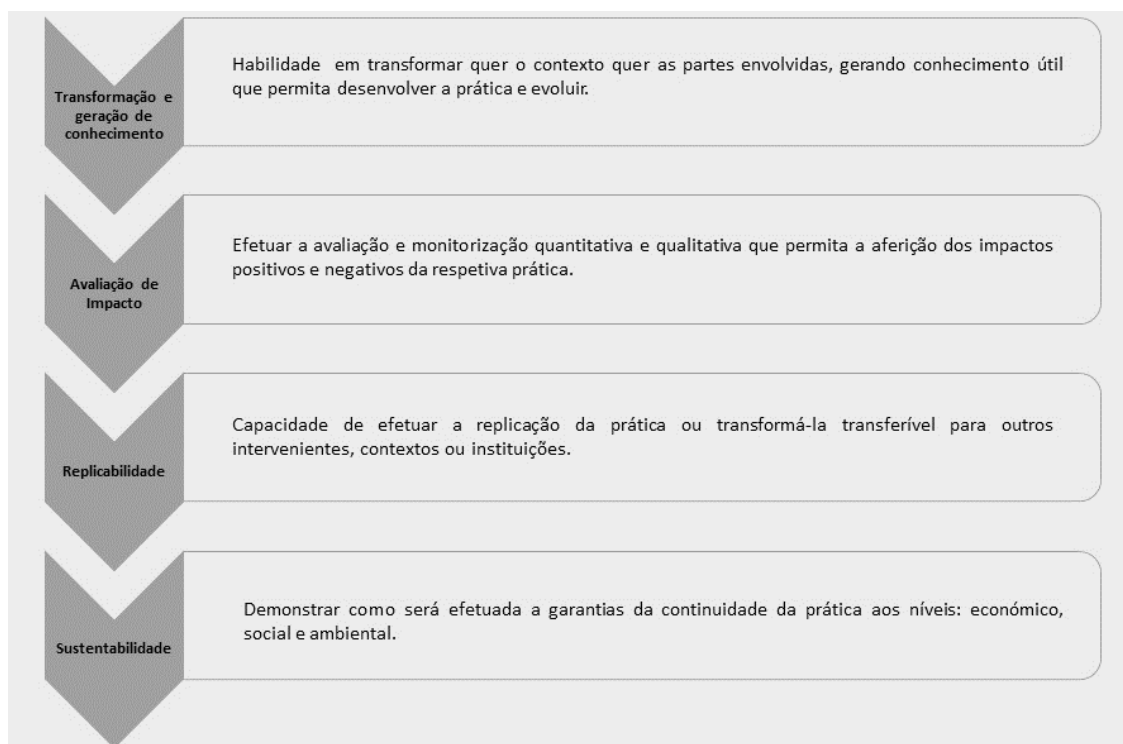 Transformação e
geração de
conhecimento
Habilidade em transformar quer o contexto quer as partes envolvidas, gerando conhecimento útil
que permita desenvolver a prática e evoluir.
Avaliação de
Impacto
Efetuar a avaliação e monitorização quantitativa e qualitativa que permita a aferição dos impactos
positivos e negativos da respetiva prática.
Replicabilidade
Capacidade de efetuar a replicação da prática ou transformá-la transferível para outros
intervenientes, contextos ou instituições.
Sustentabilidade
Demonstrar como será efetuada a garantias da continuidade da prática aos níveis: económico,
social e ambiental.